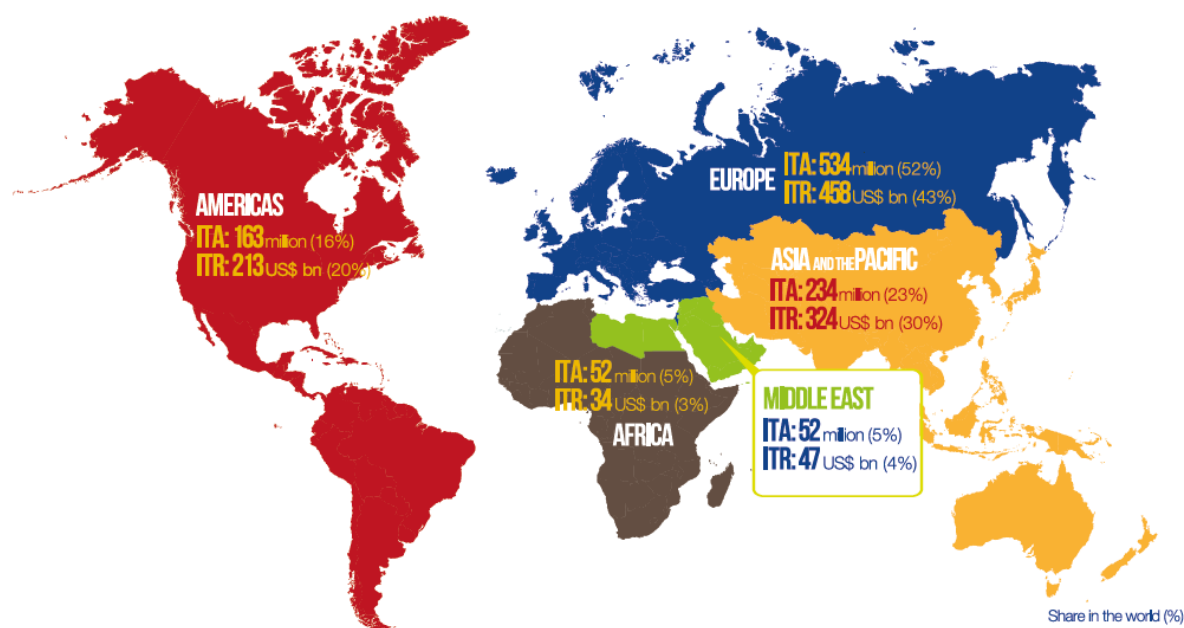 AMERICAS
ITA: 163 million (16%)
ITR: 213 US$ bn (20%)
EUROPE
ITA: 534 million (52%)
ITR: 458 US$ bn (43%)
ASIA AND THE PACIFIC
ITA: 234 million (23%)
ITR: 324 US$ bn (30%)
ITA: 52 million (5%)
ITR: 34 US$ bn (3%)
AFRICA
MIDDLE EAST
ITA: 52 million (5%)
ITR: 47 US$ bn (4%)
Share in the world (%)